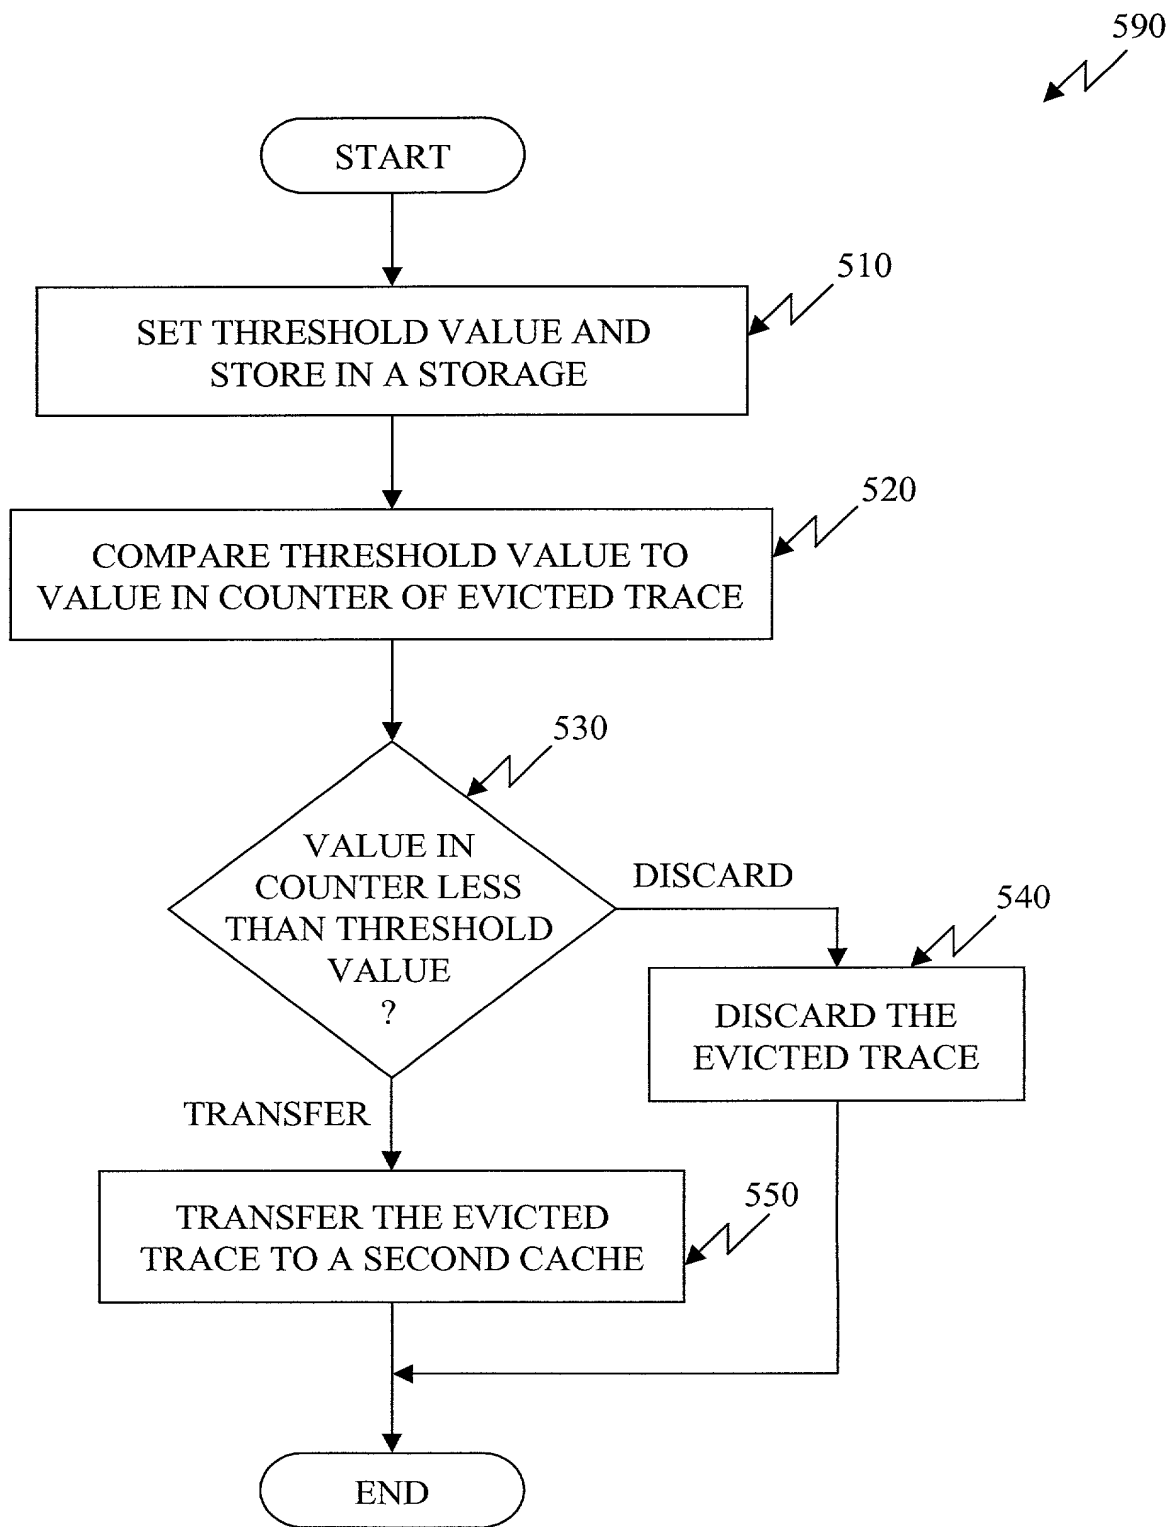 590
START
510
SET THRESHOLD VALUE AND
STORE IN A STORAGE
520
COMPARE THRESHOLD VALUE TO
VALUE IN COUNTER OF EVICTED TRACE
530
VALUE IN
COUNTER LESS
THAN THRESHOLD
VALUE
?
DISCARD
540
DISCARD THE
EVICTED TRACE
TRANSFER
550
TRANSFER THE EVICTED
TRACE TO A SECOND CACHE
END